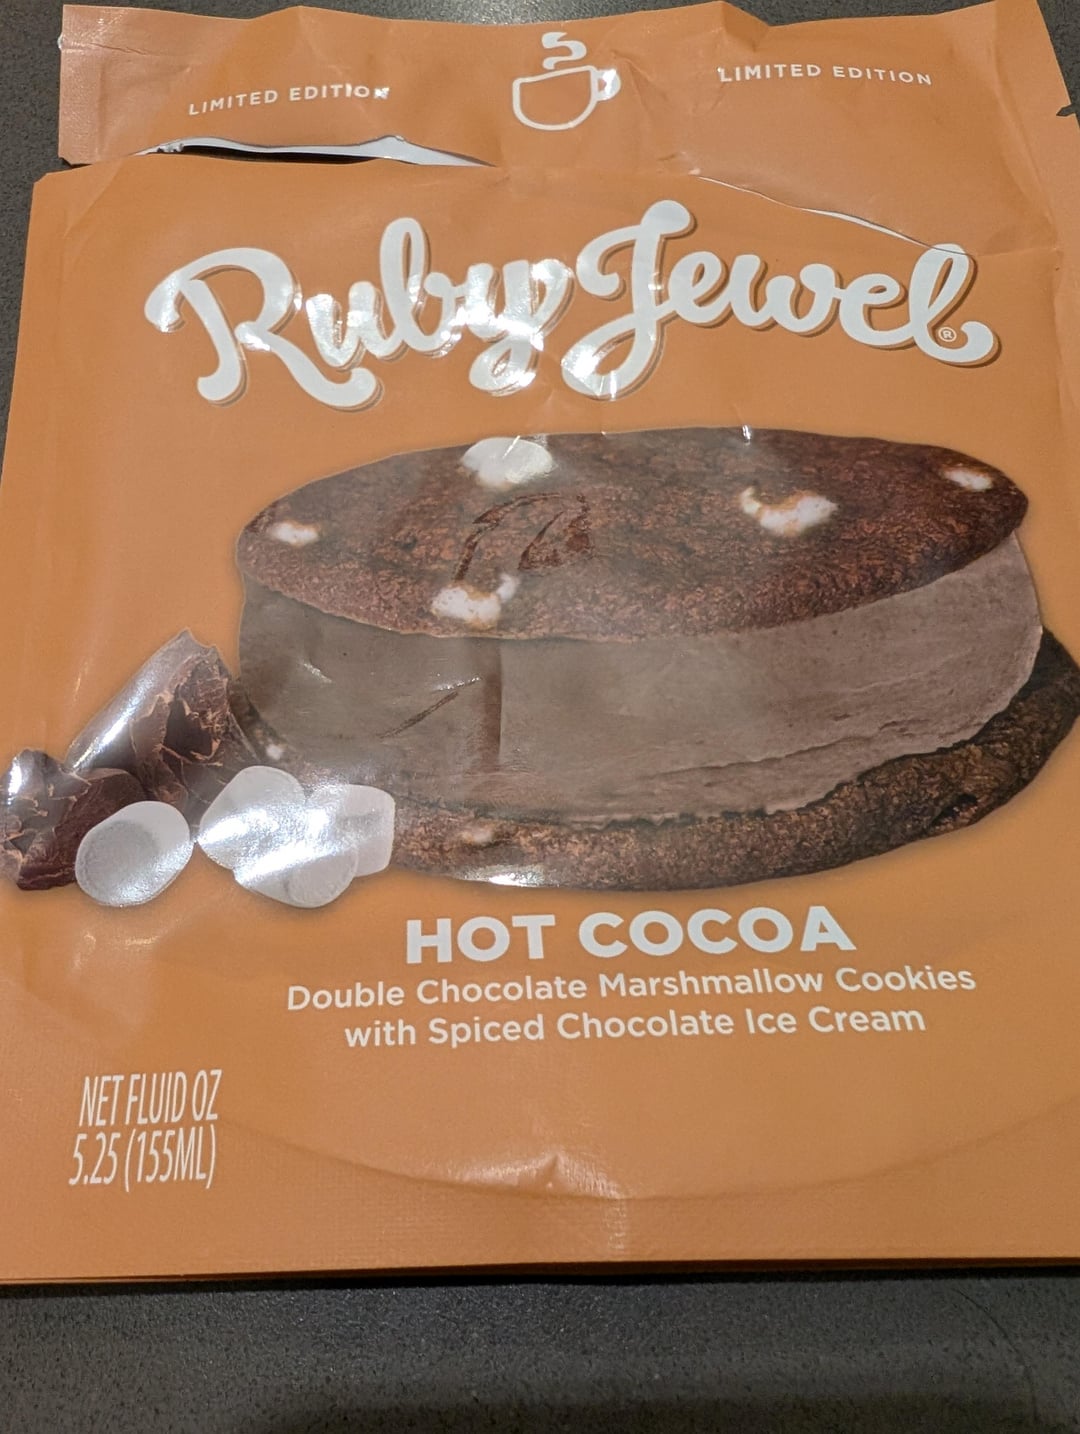 LIMITED EDITION
LIMITED EDITION
Ruby Jewel®
HOT COCOA
Double Chocolate Marshmallow Cookies
with Spiced Chocolate Ice Cream
NET FLUID OZ
5.25 (155ML)